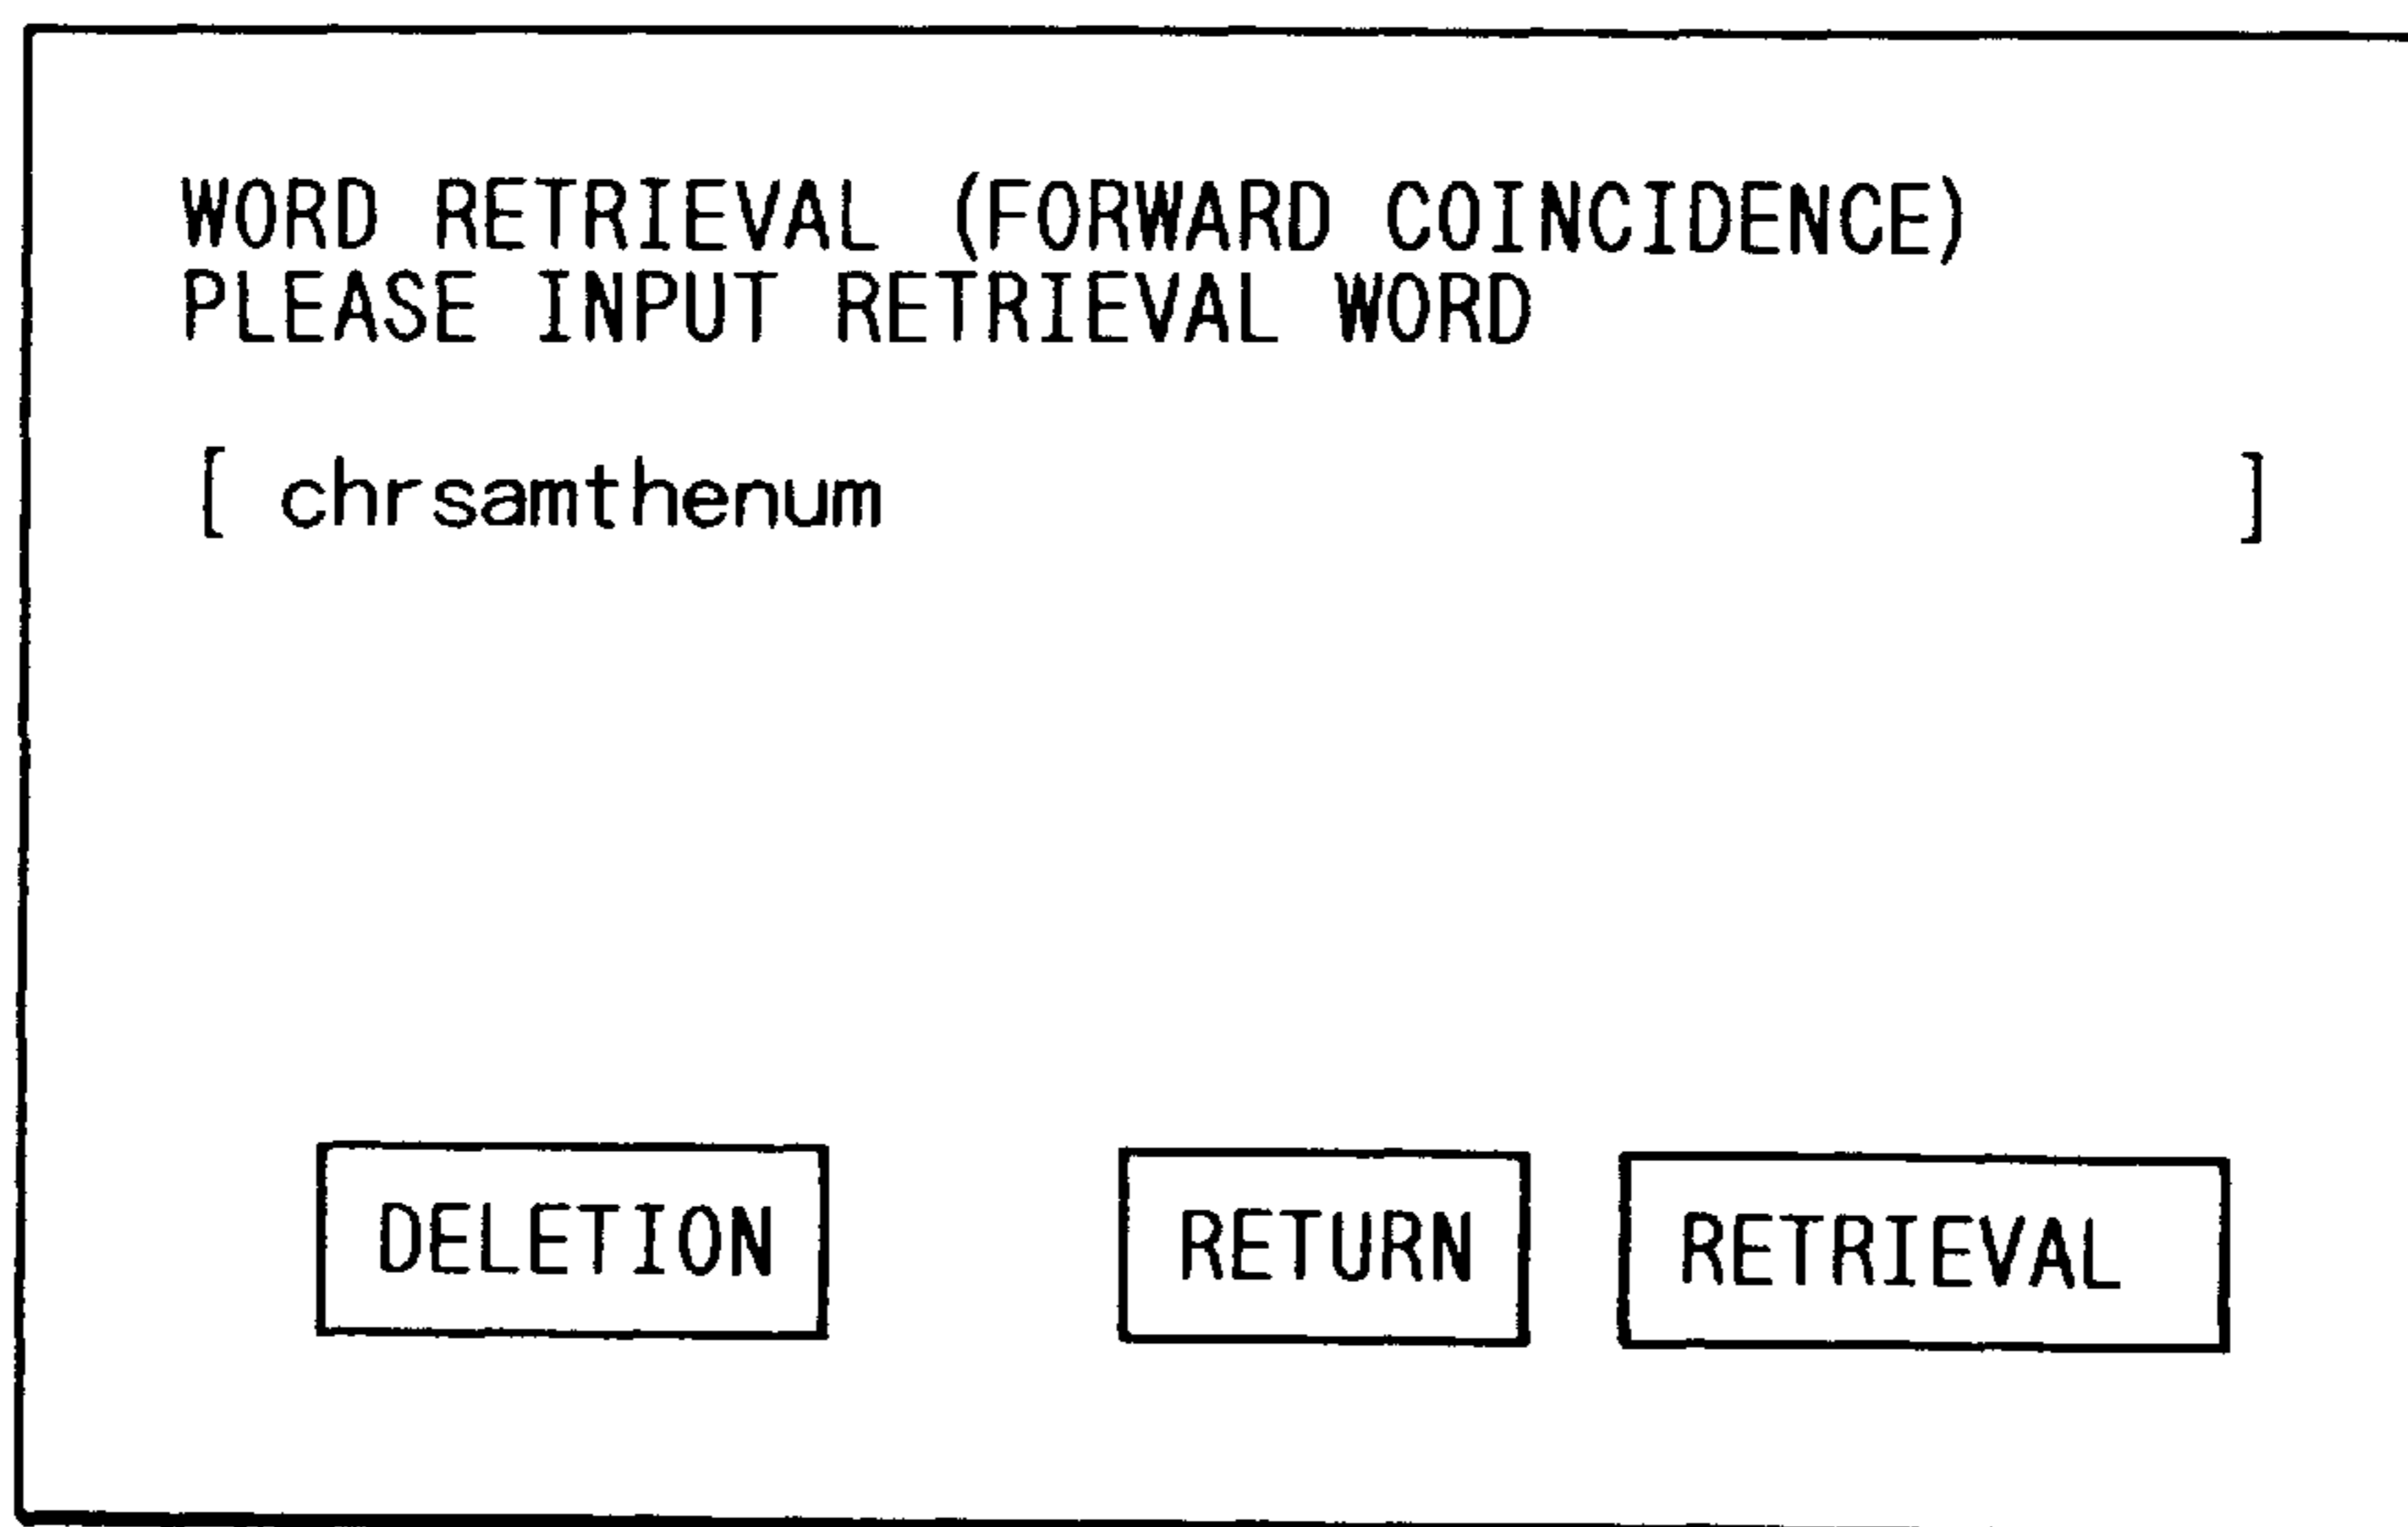 WORD RETRIEVAL (FORWARD COINCIDENCE)
PLEASE INPUT RETRIEVAL WORD
[ chrsamthenum ]
DELETION RETURN RETRIEVAL